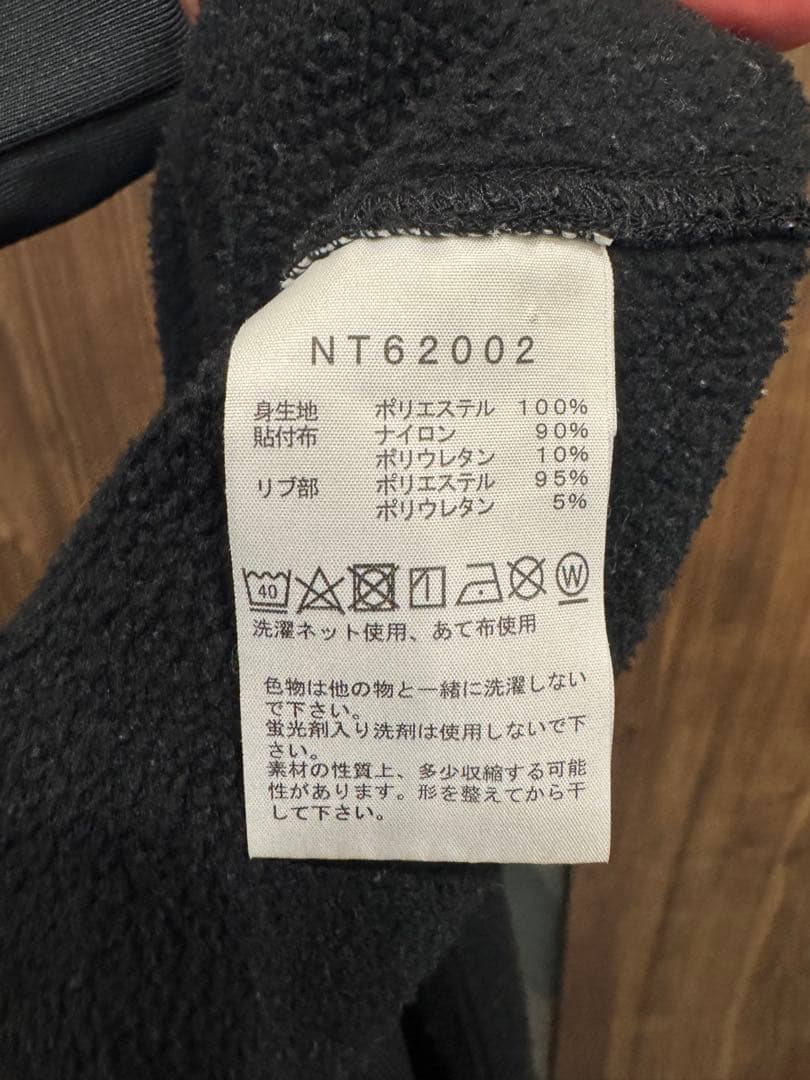 NT62002
身生地 ポリエステル 100%
貼付布 ナイロン 90%
ポリウレタン 10%
リブ部 ポリエステル 95%
ポリウレタン 5%
40 W
洗濯ネット使用、あて布使用
色物は他の物と一緒に洗濯しない
で下さい。
蛍光剤入り洗剤は使用しないで下
さい。
素材の性質上、多少収縮する可能
性があります。形を整えてから干
して下さい。